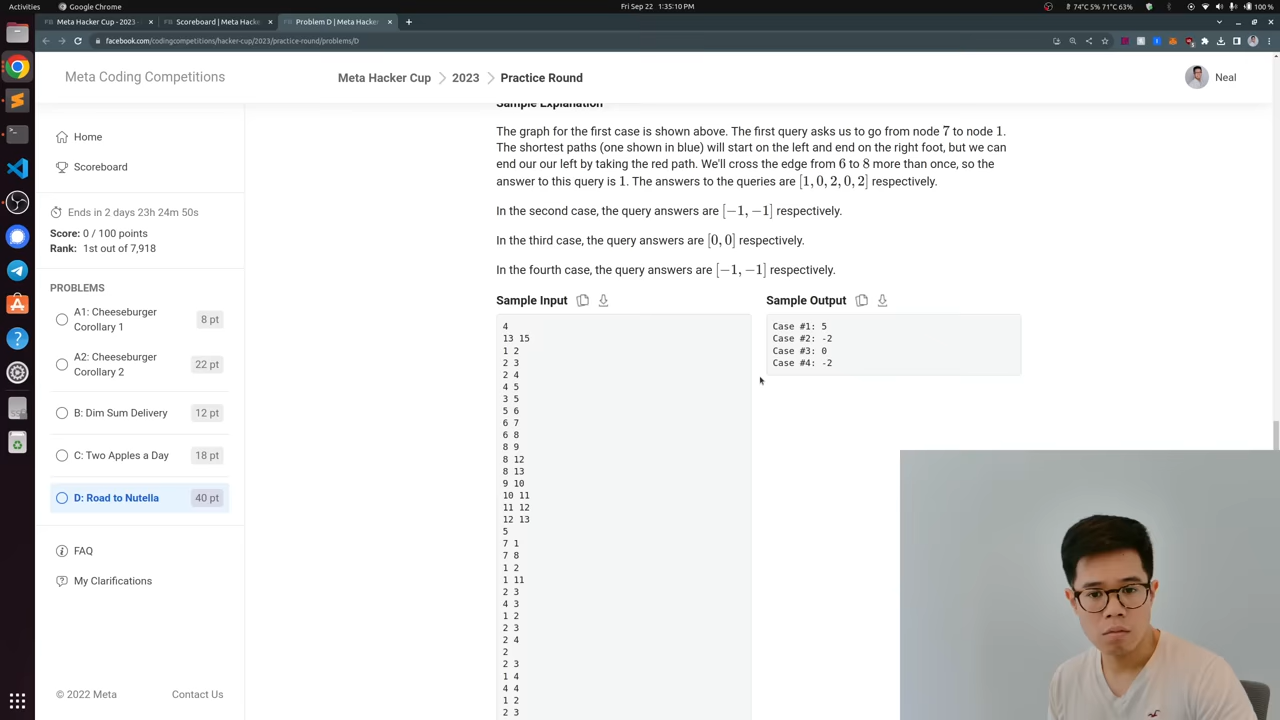 Activities
Google Chrome
Fri Sep 22 1:35:10 PM
74°C 5% 71°C 63%
100 %
Meta Hacker Cup - 2023 -
Scoreboard | Meta Hacke
Problem D | Meta Hacker
facebook.com/codingcompetitions/hacker-cup/2023/practice-round/problems/D
Meta Coding Competitions
Meta Hacker Cup
2023
Practice Round
Neal
Home
Scoreboard
Ends in 2 days 23h 24m 50s
Score: 0 / 100 points
Rank: 1st out of 7,918
PROBLEMS
A1: Cheeseburger Corollary 1
8 pt
A2: Cheeseburger Corollary 2
22 pt
B: Dim Sum Delivery
12 pt
C: Two Apples a Day
18 pt
D: Road to Nutella
40 pt
FAQ
My Clarifications
© 2022 Meta
Contact Us
Sample Explanation
The graph for the first case is shown above. The first query asks us to go from node 7 to node 1.
The shortest paths (one shown in blue) will start on the left and end on the right foot, but we can
end our our left by taking the red path. We'll cross the edge from 6 to 8 more than once, so the
answer to this query is 1. The answers to the queries are [1, 0, 2, 0, 2] respectively.
In the second case, the query answers are [−1, −1] respectively.
In the third case, the query answers are [0, 0] respectively.
In the fourth case, the query answers are [−1, −1] respectively.
Sample Input
4
13 15
1 2
2 3
2 4
4 5
3 5
5 6
6 7
6 8
8 9
8 12
8 13
9 10
10 11
11 12
12 13
5
7 1
7 8
1 2
1 11
2 3
4 3
1 2
2 3
2 4
2
2 3
1 4
4 4
1 2
2 3
Sample Output
Case #1: 5
Case #2: -2
Case #3: 0
Case #4: -2